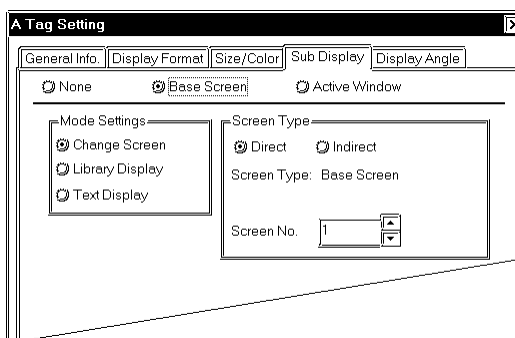 A Tag Setting
General Info. Display Format Size/Color Sub Display Display Angle
None Base Screen Active Window
Mode Settings
Change Screen
Library Display
Text Display
Screen Type
Direct Indirect
Screen Type: Base Screen
Screen No. 1